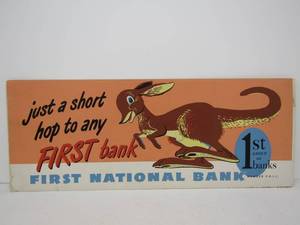 just a short
hop to any
FIRST bank
1st
banks
FIRST NATIONAL BANK